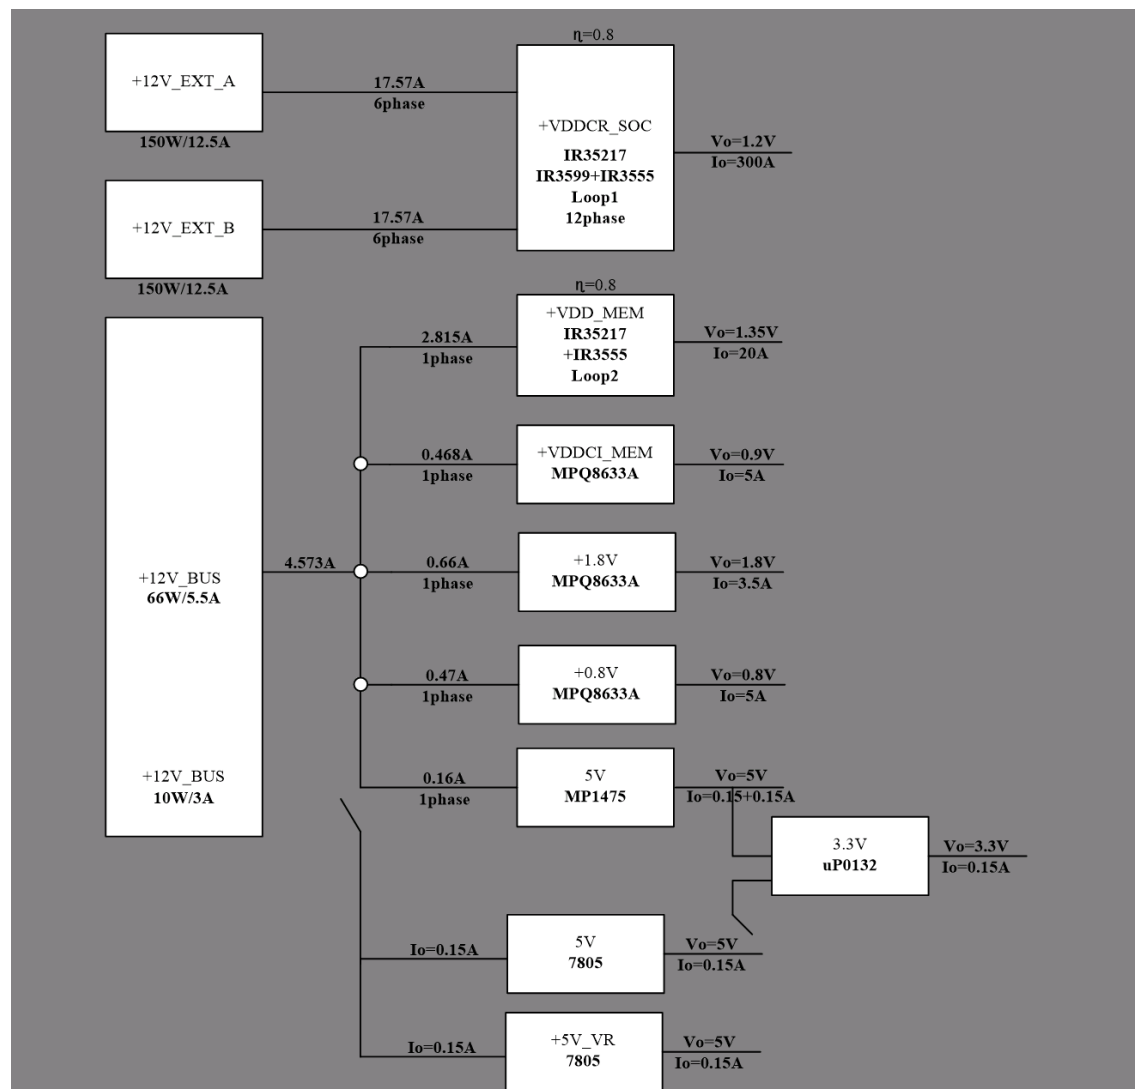 +12V_EXT_A
150W/12.5A
17.57A
6phase
η=0.8
+VDDCR_SOC
IR35217
IR3599+IR3555
Loop1
12phase
Vo=1.2V
Io=300A
+12V_EXT_B
150W/12.5A
17.57A
6phase
η=0.8
+VDD_MEM
IR35217
+IR3555
Loop2
2.815A
1phase
Vo=1.35V
Io=20A
0.468A
1phase
+VDDCI_MEM
MPQ8633A
Vo=0.9V
Io=5A
+12V_BUS
66W/5.5A
4.573A
0.66A
1phase
+1.8V
MPQ8633A
Vo=1.8V
Io=3.5A
0.47A
1phase
+0.8V
MPQ8633A
Vo=0.8V
Io=5A
+12V_BUS
10W/3A
0.16A
1phase
5V
MP1475
Vo=5V
Io=0.15+0.15A
3.3V
uP0132
Vo=3.3V
Io=0.15A
Io=0.15A
5V
7805
Vo=5V
Io=0.15A
Io=0.15A
+5V_VR
7805
Vo=5V
Io=0.15A